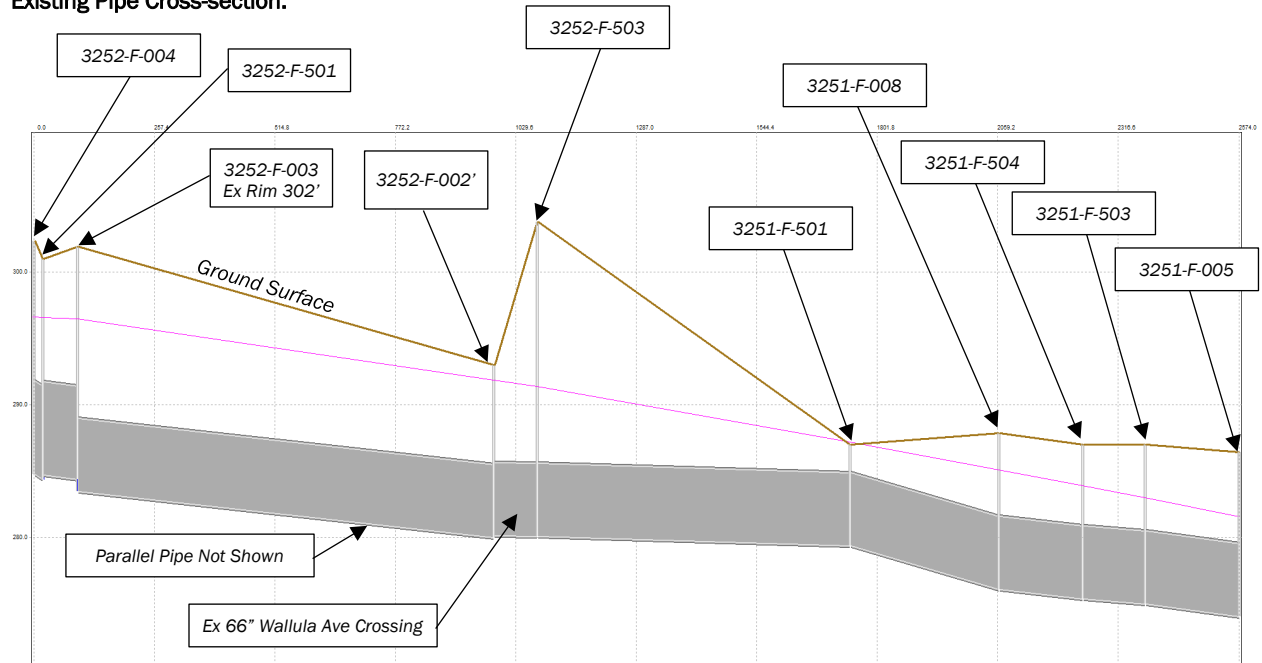 Existing Pipe Cross-section:
3252-F-503
3252-F-004
3252-F-501
3251-F-008
0.0 257.4 514.8 772.2 1029.6 1287.0 1544.4 1801.8 2059.2 2316.6 2574.0
3252-F-003
Ex Rim 302'
3252-F-002'
3251-F-504
3251-F-503
3251-F-501
3251-F-005
300.0
Ground Surface
290.0
280.0
Parallel Pipe Not Shown
Ex 66" Wallula Ave Crossing